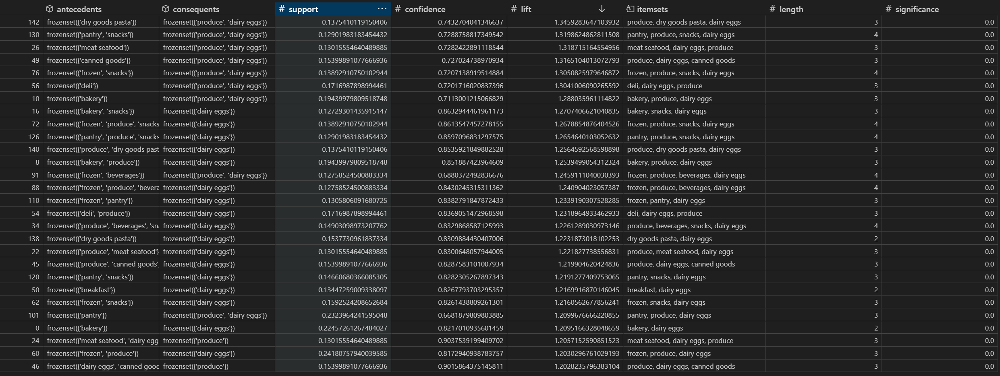 antecedents consequents # support ··· # confidence # lift ↓ itemsets # length # significance
142 frozenset({'dry goods pasta'}) frozenset({'produce', 'dairy eggs'}) 0.1375410119150406 0.7432704041346637 1.3459283647103932 produce, dry goods pasta, dairy eggs 3 0.0
130 frozenset({'pantry', 'snacks'}) frozenset({'produce', 'dairy eggs'}) 0.12901983183454432 0.7288758817349542 1.3198624862811508 pantry, produce, snacks, dairy eggs 4 0.0
26 frozenset({'meat seafood'}) frozenset({'produce', 'dairy eggs'}) 0.13015554640489885 0.7282422891118544 1.318715164554956 meat seafood, dairy eggs, produce 3 0.0
49 frozenset({'canned goods'}) frozenset({'produce', 'dairy eggs'}) 0.15399891077666936 0.727024738970934 1.3165104013072793 produce, dairy eggs, canned goods 3 0.0
76 frozenset({'frozen', 'snacks'}) frozenset({'produce', 'dairy eggs'}) 0.13892910750102944 0.7207138919514884 1.3050825979646872 frozen, produce, snacks, dairy eggs 4 0.0
56 frozenset({'deli'}) frozenset({'produce', 'dairy eggs'}) 0.1716987898994461 0.7201716020837396 1.3041006090265592 deli, dairy eggs, produce 3 0.0
10 frozenset({'bakery'}) frozenset({'produce', 'dairy eggs'}) 0.19439979809518748 0.7113001215066829 1.288035961114822 bakery, produce, dairy eggs 3 0.0
16 frozenset({'bakery', 'snacks'}) frozenset({'dairy eggs'}) 0.12729301435915147 0.8632944461961173 1.2707406621040835 bakery, snacks, dairy eggs 3 0.0
72 frozenset({'frozen', 'produce', 'snacks frozenset({'dairy eggs'}) 0.13892910750102944 0.8613547457278155 1.2678854876404526 frozen, produce, snacks, dairy eggs 4 0.0
126 frozenset({'pantry', 'produce', 'snacks frozenset({'dairy eggs'}) 0.12901983183454432 0.8597096831297575 1.2654640103052632 pantry, produce, snacks, dairy eggs 4 0.0
140 frozenset({'produce', 'dry goods past frozenset({'dairy eggs'}) 0.1375410119150406 0.8535921849882528 1.2564592568598898 produce, dry goods pasta, dairy eggs 3 0.0
8 frozenset({'bakery', 'produce'}) frozenset({'dairy eggs'}) 0.19439979809518748 0.851887423964609 1.2539499054312324 bakery, produce, dairy eggs 3 0.0
91 frozenset({'frozen', 'beverages'}) frozenset({'produce', 'dairy eggs'}) 0.12758524500883334 0.6880372492836676 1.2459111040030393 frozen, produce, beverages, dairy eggs 4 0.0
88 frozenset({'frozen', 'produce', 'bevera frozenset({'dairy eggs'}) 0.12758524500883334 0.8430245315311362 1.240904023057387 frozen, produce, beverages, dairy eggs 4 0.0
110 frozenset({'frozen', 'pantry'}) frozenset({'dairy eggs'}) 0.1305806091680725 0.8382791847872433 1.2339190307528285 frozen, pantry, dairy eggs 3 0.0
54 frozenset({'deli', 'produce'}) frozenset({'dairy eggs'}) 0.1716987898994461 0.8369051472968598 1.2318964933462933 deli, dairy eggs, produce 3 0.0
34 frozenset({'produce', 'beverages', 'sn frozenset({'dairy eggs'}) 0.14903098973207762 0.8329868587125993 1.2261289030973146 produce, beverages, snacks, dairy eggs 4 0.0
138 frozenset({'dry goods pasta'}) frozenset({'dairy eggs'}) 0.1537730961837334 0.8309884430407006 1.2231873018102253 dry goods pasta, dairy eggs 2 0.0
22 frozenset({'produce', 'meat seafood'} frozenset({'dairy eggs'}) 0.13015554640489885 0.8300648057944005 1.221827738556831 produce, meat seafood, dairy eggs 3 0.0
45 frozenset({'produce', 'canned goods' frozenset({'dairy eggs'}) 0.15399891077666936 0.8287583101007934 1.219904620424836 produce, dairy eggs, canned goods 3 0.0
120 frozenset({'pantry', 'snacks'}) frozenset({'dairy eggs'}) 0.14660680366085305 0.8282305267897343 1.2191277409753065 pantry, snacks, dairy eggs 3 0.0
50 frozenset({'breakfast'}) frozenset({'dairy eggs'}) 0.13447259009338097 0.8267793703295357 1.2169916870146045 breakfast, dairy eggs 2 0.0
62 frozenset({'frozen', 'snacks'}) frozenset({'dairy eggs'}) 0.1592524208652684 0.8261438809261301 1.2160562677856241 frozen, snacks, dairy eggs 3 0.0
101 frozenset({'pantry'}) frozenset({'produce', 'dairy eggs'}) 0.2323964241595048 0.6681879809803885 1.2099676666220855 pantry, produce, dairy eggs 3 0.0
0 frozenset({'bakery'}) frozenset({'dairy eggs'}) 0.22457261267484027 0.8217010935601459 1.2095166328048659 bakery, dairy eggs 2 0.0
24 frozenset({'meat seafood', 'dairy egg frozenset({'produce'}) 0.13015554640489885 0.9037539199409702 1.2057152590851523 meat seafood, dairy eggs, produce 3 0.0
60 frozenset({'frozen', 'produce'}) frozenset({'dairy eggs'}) 0.24180757940039585 0.8172940938783757 1.2030296761029193 frozen, produce, dairy eggs 3 0.0
46 frozenset({'dairy eggs', 'canned gooc frozenset({'produce'}) 0.15399891077666936 0.9015864375145811 1.2028235796383104 produce, dairy eggs, canned goods 3 0.0